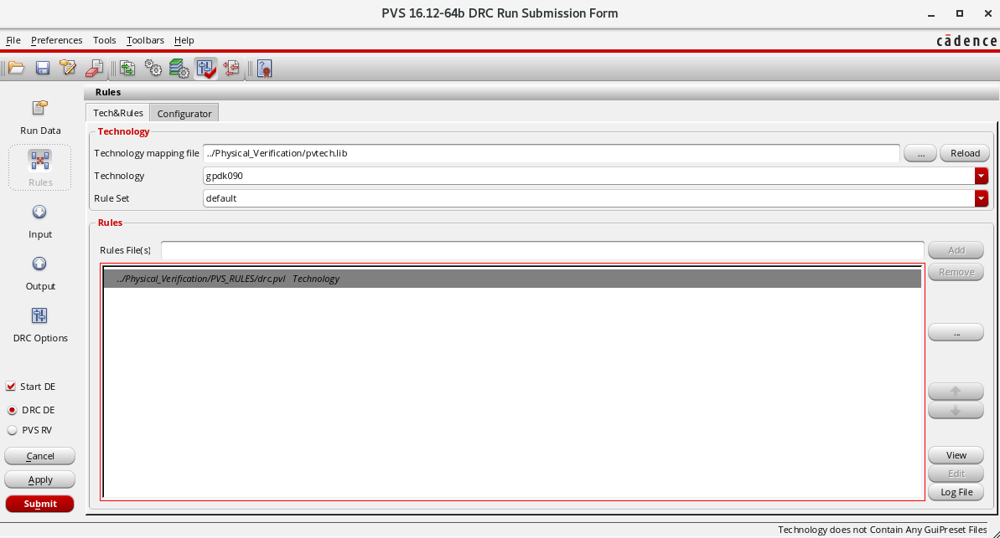 PVS 16.12-64b DRC Run Submission Form
File Preferences Tools Toolbars Help
cādence
Rules
Run Data
Rules
Input
Output
DRC Options
Start DE
DRC DE
PVS RV
Cancel
Apply
Submit
Tech&Rules Configurator
Technology
Technology mapping file ../Physical_Verification/pvtech.lib ... Reload
Technology gpdk090
Rule Set default
Rules
Rules File(s) Add
../Physical_Verification/PVS_RULES/drc.pvl Technology
Remove
...
View
Edit
Log File
Technology does not Contain Any GuiPreset Files